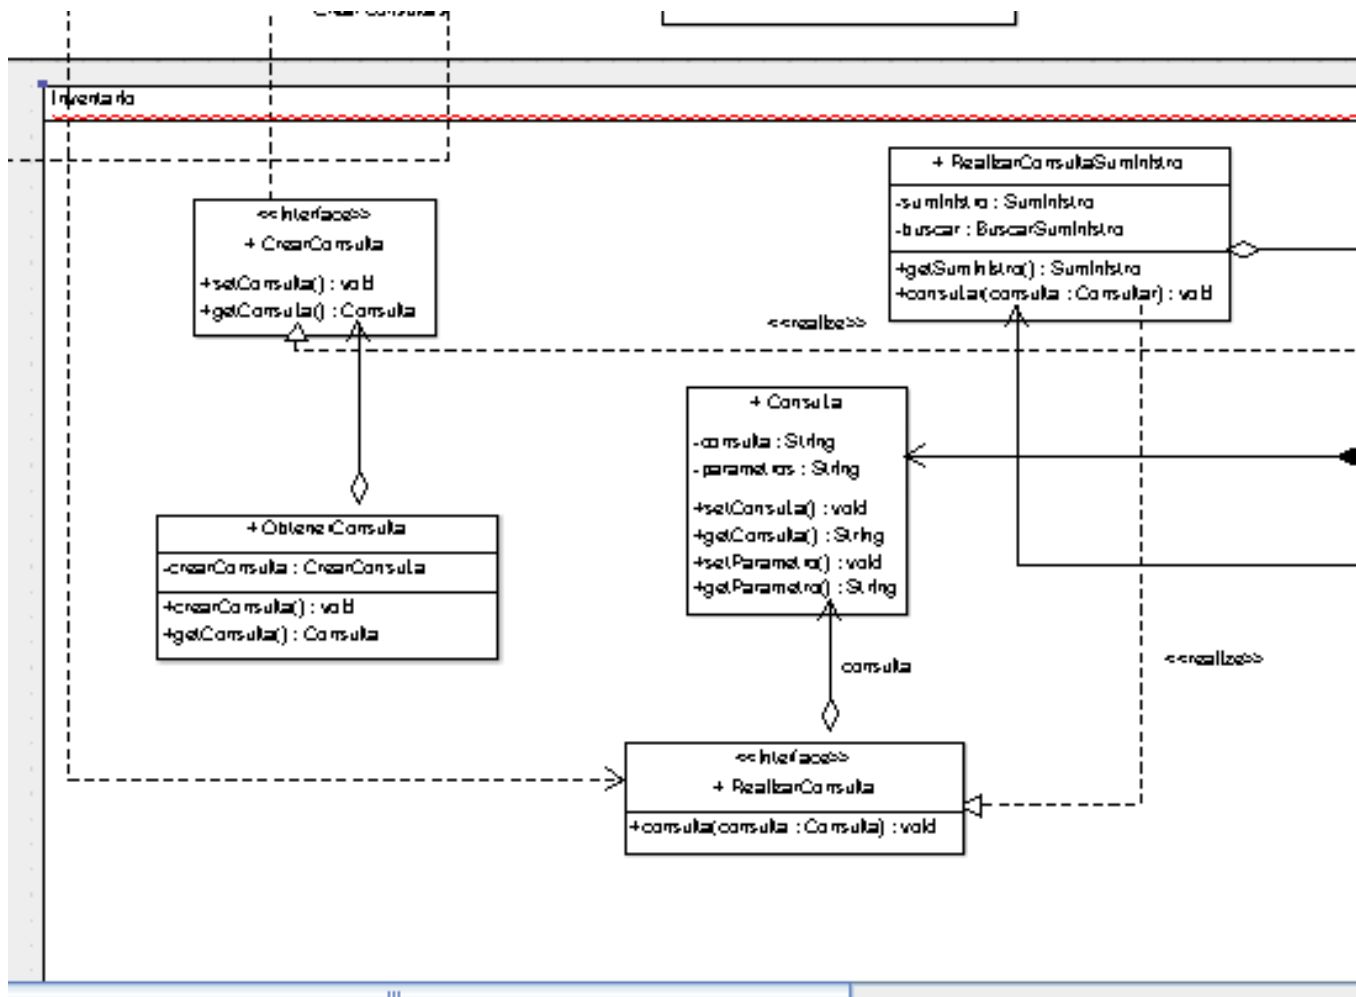 Inventario
+ RealizarConsultaSuministro
-suministro : Suministro
-buscar : BuscarSuministro
+getSuministro() : Suministro
+consultar(consulta : Consultar) : void
<<realize>>
<<Interface>>
+ CrearConsulta
+setConsulta() : void
+getConsulta() : Consulta
+ Consulta
-consulta : String
-parametros : String
+setConsulta() : void
+getConsulta() : String
+setParametro() : void
+getParametro() : String
+ObtenerConsulta
-crearConsulta : CrearConsulta
+crearConsulta() : void
+getConsulta() : Consulta
consulta
<<realize>>
<<Interface>>
+ RealizarConsulta
+consulta(consulta : Consulta) : void